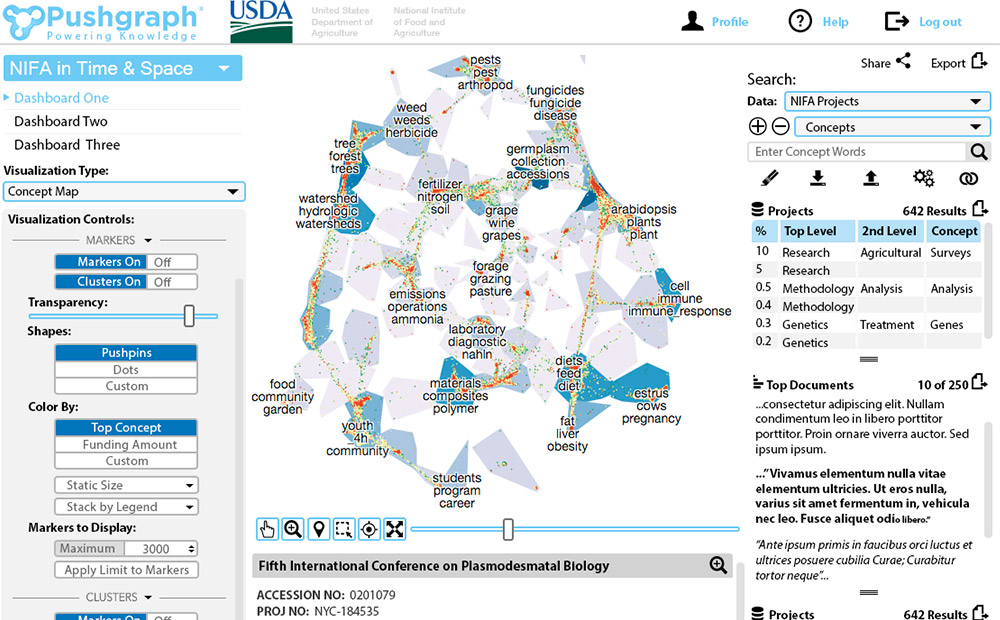 Pushgraph®
Powering Knowledge
USDA
United States
Department of
Agriculture
National Institute
of Food and
Agriculture
Profile
?
Help
Log out
NIFA in Time & Space
Dashboard One
Dashboard Two
Dashboard Three
Visualization Type:
Concept Map
Visualization Controls:
MARKERS
Markers On
Off
Clusters On
Off
Transparency:
Shapes:
Pushpins
Dots
Custom
Color By:
Top Concept
Funding Amount
Custom
Static Size
Stack by Legend
Markers to Display:
Maximum
3000
Apply Limit to Markers
CLUSTERS
Markers On
Off
pests
pest
arthropod
fungicides
fungicide
disease
weed
weeds
herbicide
tree
forest
trees
germplasm
collection
accessions
fertilizer
nitrogen
soil
watershed
hydrologic
watersheds
grape
wine
grapes
arabidopsis
plants
plant
forage
grazing
pasture
emissions
operations
ammonia
cell
immune
immune_response
laboratory
diagnostic
nahln
diets
feed
diet
food
community
garden
materials
composites
polymer
estrus
cows
pregnancy
fat
liver
obesity
youth
4h
community
students
program
career
Fifth International Conference on Plasmodesmatal Biology
ACCESSION NO: 0201079
PROJ NO: NYC-184535
Share
Export
Search:
Data:
NIFA Projects
Concepts
Enter Concept Words
Projects
642 Results
% Top Level 2nd Level Concept
10 Research Agricultural Surveys
5 Research
0.5 Methodology Analysis Analysis
0.4 Methodology
0.3 Genetics Treatment Genes
0.2 Genetics
Top Documents
10 of 250
...consectetur adipiscing elit. Nullam
condimentum leo in libero porttitor
porttitor. Proin ornare viverra auctor. Sed
ipsum ipsum.
..."Vivamus elementum nulla vitae
elementum ultricies. Ut eros nulla,
varius sit amet fermentum in, vehicula
nec leo. Fusce aliquet odio libero."
"Ante ipsum primis in faucibus orci luctus et
ultrices posuere cubilia Curae; Curabitur
tortor neque"...
Projects
642 Results